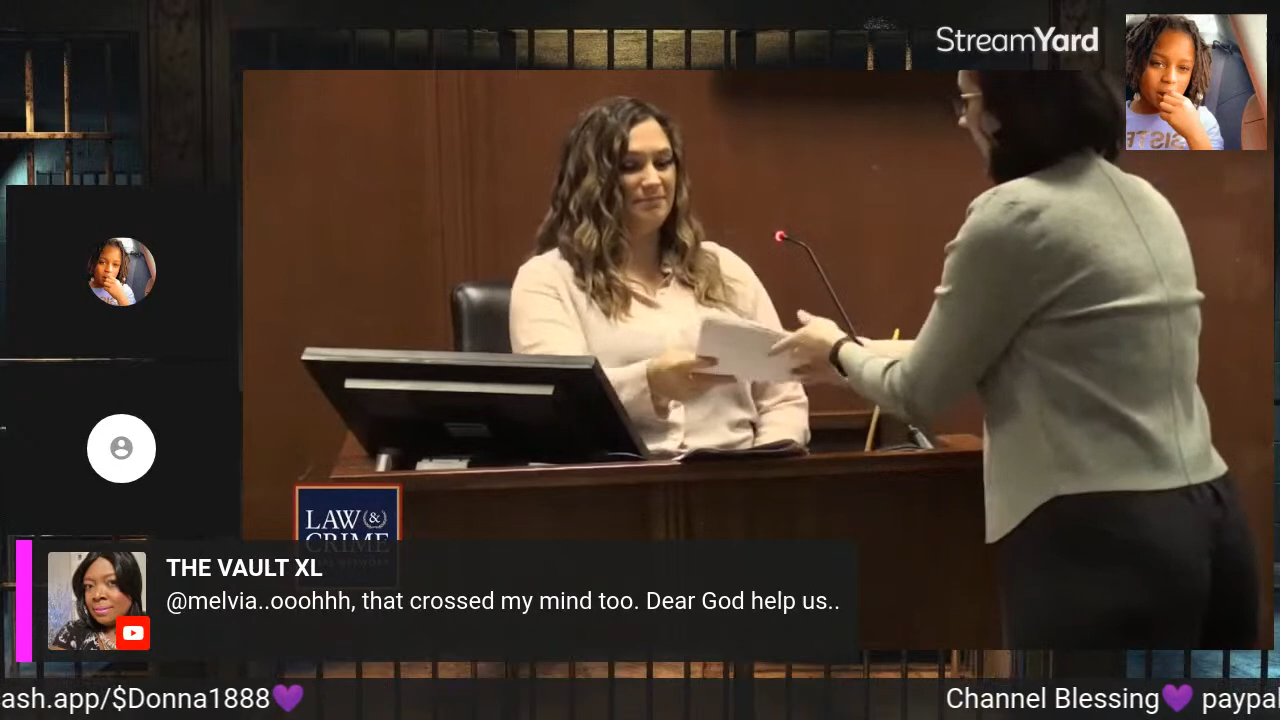 StreamYard
LAW &
CRIME
THE VAULT XL
@melvia..ooohhh, that crossed my mind too. Dear God help us..
ash.app/$Donna1888💜
Channel Blessing💜 paypal